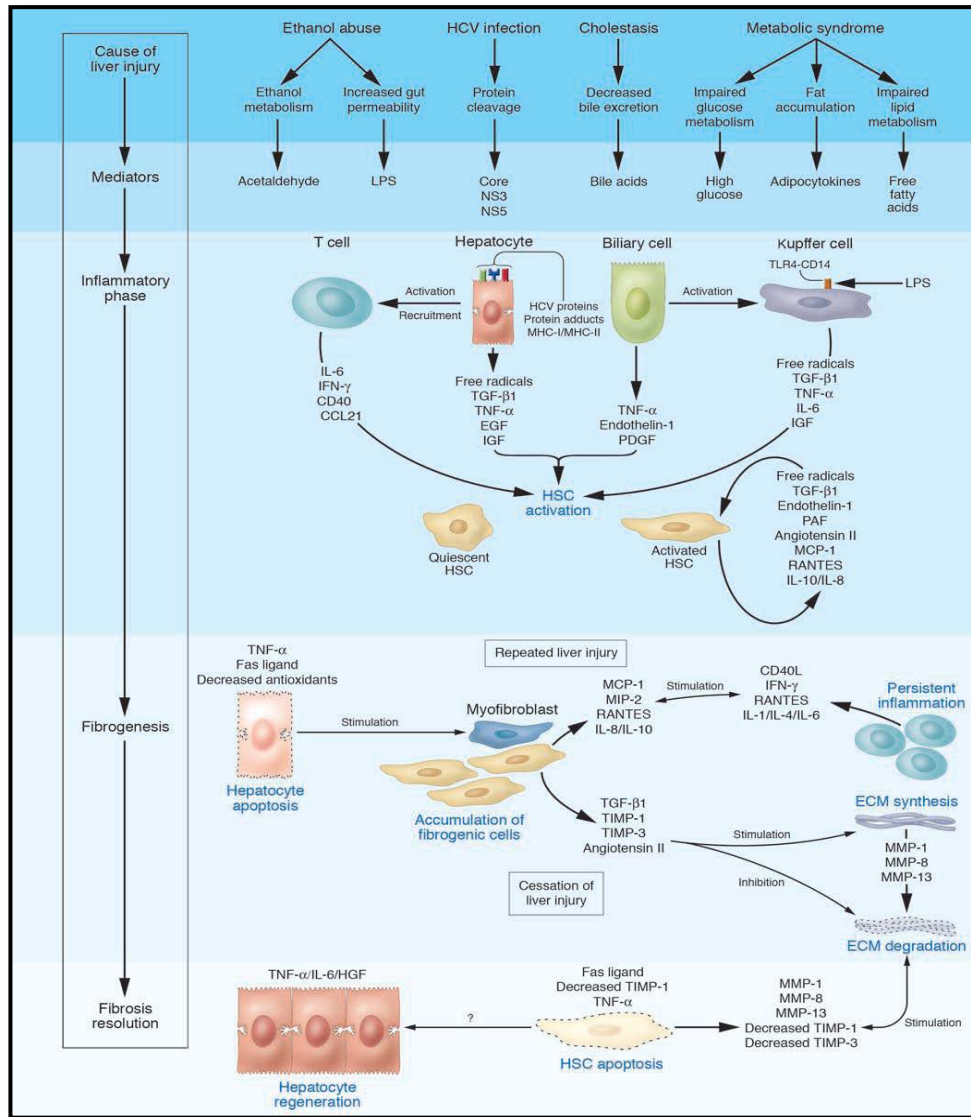 Cause of
liver injury
Mediators
Inflammatory
phase
Fibrogenesis
Fibrosis
resolution
Ethanol abuse
HCV infection
Cholestasis
Metabolic syndrome
Ethanol
metabolism
Increased gut
permeability
Protein
cleavage
Decreased
bile excretion
Impaired
glucose
metabolism
Fat
accumulation
Impaired
lipid
metabolism
Acetaldehyde
LPS
Core
NS3
NS5
Bile acids
High
glucose
Adipocytokines
Free
fatty
acids
T cell
Hepatocyte
Biliary cell
Kupffer cell
TLR4-CD14
LPS
Activation
Recruitment
HCV proteins
Protein adducts
MHC-I/MHC-II
Activation
IL-6
IFN-γ
CD40
CCL21
Free radicals
TGF-β1
TNF-α
EGF
IGF
TNF-α
Endothelin-1
PDGF
Free radicals
TGF-β1
TNF-α
IL-6
IGF
HSC
activation
Quiescent
HSC
Activated
HSC
Free radicals
TGF-β1
Endothelin-1
PAF
Angiotensin II
MCP-1
RANTES
IL-10/IL-8
TNF-α
Fas ligand
Decreased antioxidants
Repeated liver injury
Stimulation
Myofibroblast
MCP-1
MIP-2
RANTES
IL-8/IL-10
Stimulation
CD40L
IFN-γ
RANTES
IL-1/IL-4/IL-6
Persistent
inflammation
Hepatocyte
apoptosis
Accumulation of
fibrogenic cells
TGF-β1
TIMP-1
TIMP-3
Angiotensin II
Stimulation
Inhibition
ECM synthesis
MMP-1
MMP-8
MMP-13
Cessation of
liver injury
ECM degradation
TNF-α/IL-6/HGF
Fas ligand
Decreased TIMP-1
TNF-α
MMP-1
MMP-8
MMP-13
Decreased TIMP-1
Decreased TIMP-3
Stimulation
?
HSC apoptosis
Hepatocyte
regeneration